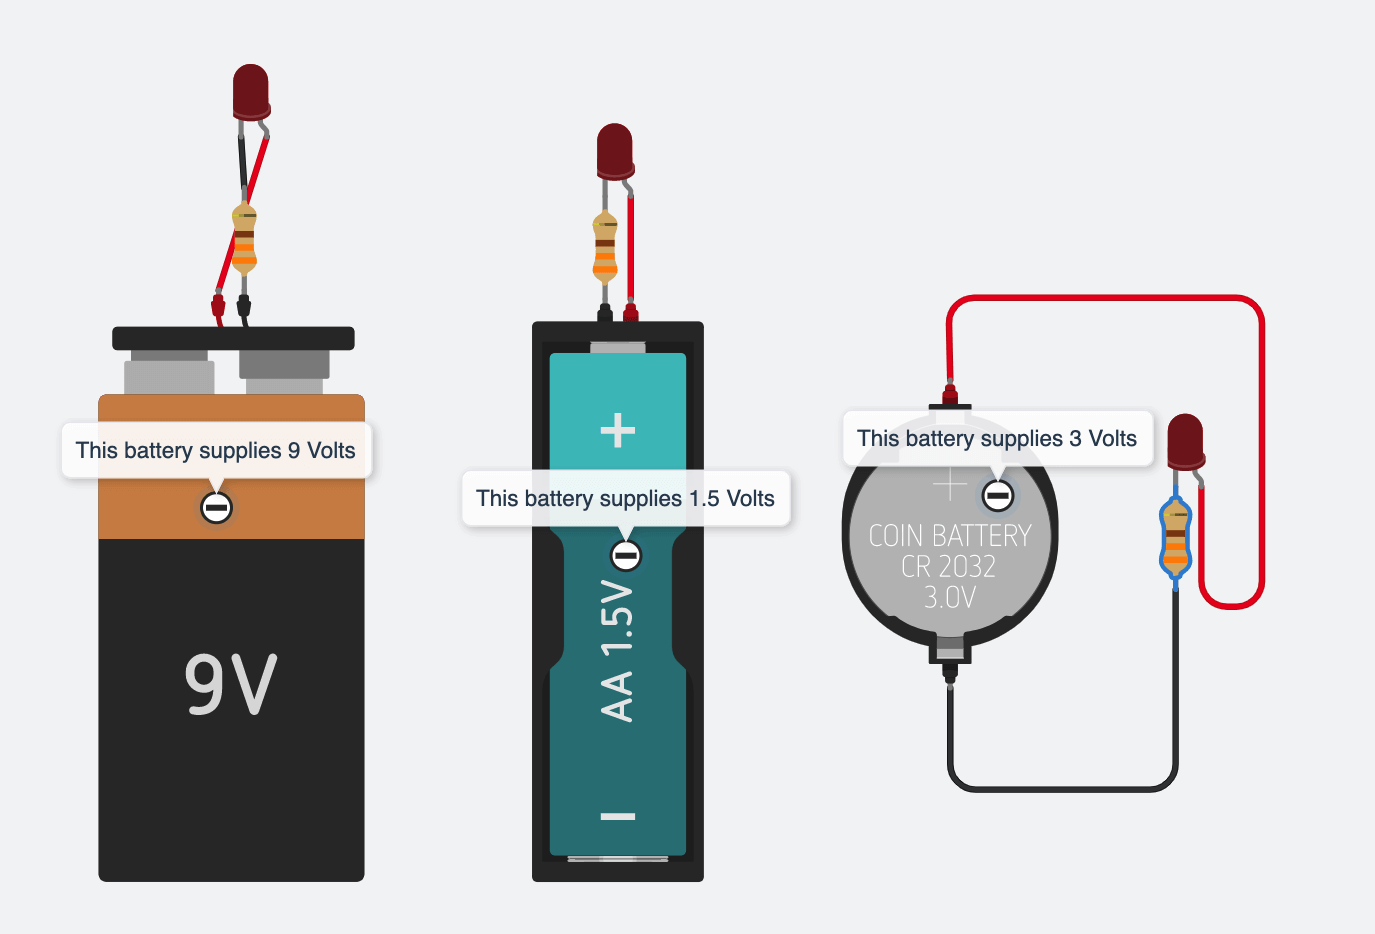 This battery supplies 9 Volts
9V
+
This battery supplies 1.5 Volts
AA 1.5V
–
This battery supplies 3 Volts
+
COIN BATTERY
CR 2032
3.0V